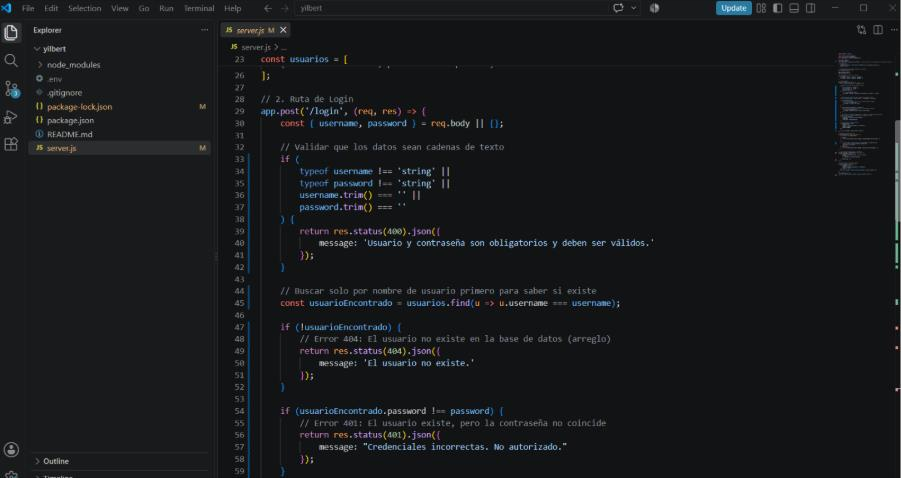 File Edit Selection View Go Run Terminal Help
yilbert
Update
Explorer
yilbert
node_modules
.env
.gitignore
package-lock.json M
package.json
README.md
JS server.js M
Outline
JS server.js M
JS server.js > ...
23 const usuarios = [
26 ];
27
28 // 2. Ruta de Login
29 app.post('/login', (req, res) => {
30 const { username, password } = req.body || {};
31
32 // Validar que los datos sean cadenas de texto
33 if (
34 typeof username !== 'string' ||
35 typeof password !== 'string' ||
36 username.trim() === '' ||
37 password.trim() === ''
38 ) {
39 return res.status(400).json({
40 message: 'Usuario y contraseña son obligatorios y deben ser válidos.'
41 });
42 }
43
44 // Buscar solo por nombre de usuario primero para saber si existe
45 const usuarioEncontrado = usuarios.find(u => u.username === username);
46
47 if (!usuarioEncontrado) {
48 // Error 404: El usuario no existe en la base de datos (arreglo)
49 return res.status(404).json({
50 message: 'El usuario no existe.'
51 });
52 }
53
54 if (usuarioEncontrado.password !== password) {
55 // Error 401: El usuario existe, pero la contraseña no coincide
56 return res.status(401).json({
57 message: "Credenciales incorrectas. No autorizado."
58 });
59 }